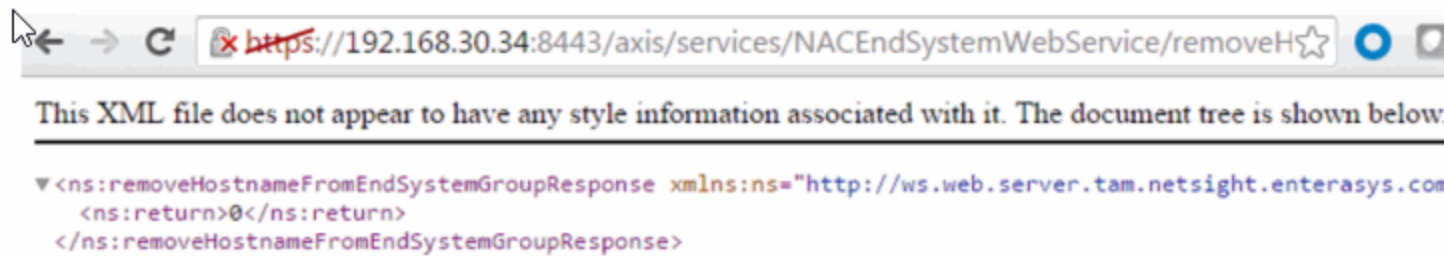 https://192.168.30.34:8443/axis/services/NACEndSystemWebService/removeH
This XML file does not appear to have any style information associated with it. The document tree is shown below.
<ns:removeHostnameFromEndSystemGroupResponse xmlns:ns="http://ws.web.server.tam.netsight.enterasys.com
<ns:return>0</ns:return>
</ns:removeHostnameFromEndSystemGroupResponse>